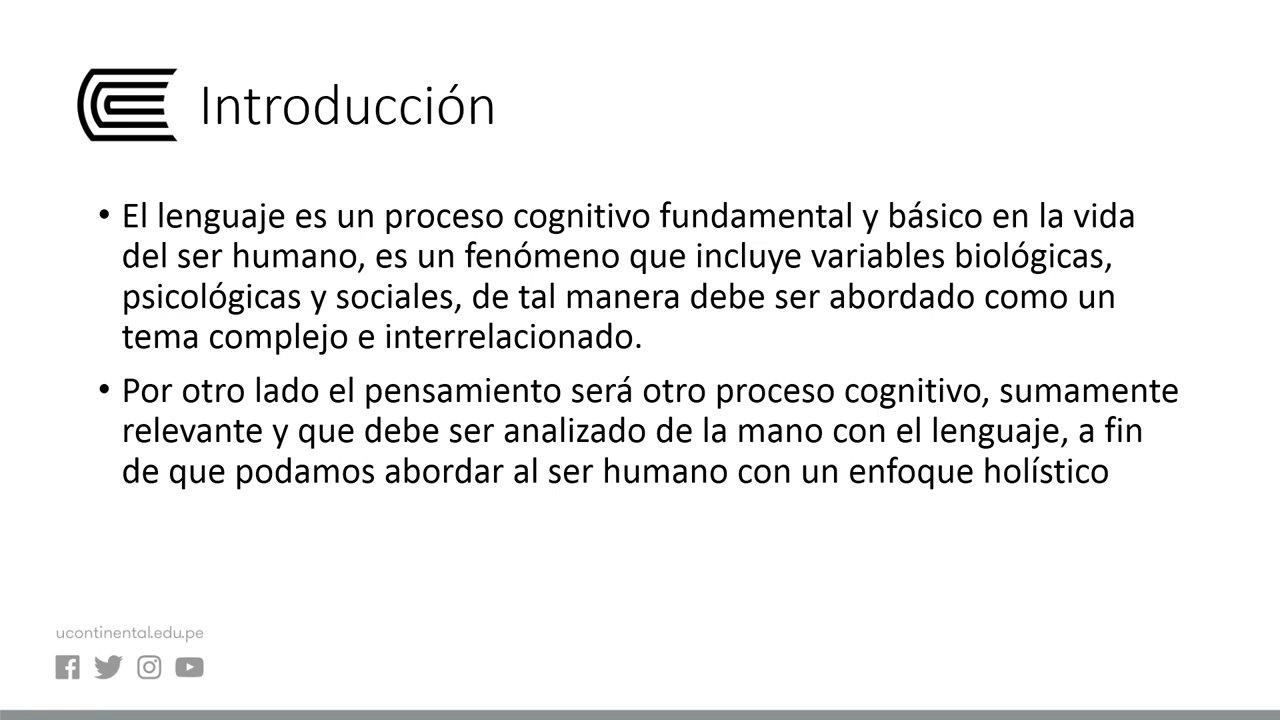 Introducción
• El lenguaje es un proceso cognitivo fundamental y básico en la vida
del ser humano, es un fenómeno que incluye variables biológicas,
psicológicas y sociales, de tal manera debe ser abordado como un
tema complejo e interrelacionado.
• Por otro lado el pensamiento será otro proceso cognitivo, sumamente
relevante y que debe ser analizado de la mano con el lenguaje, a fin
de que podamos abordar al ser humano con un enfoque holístico
ucontinental.edu.pe